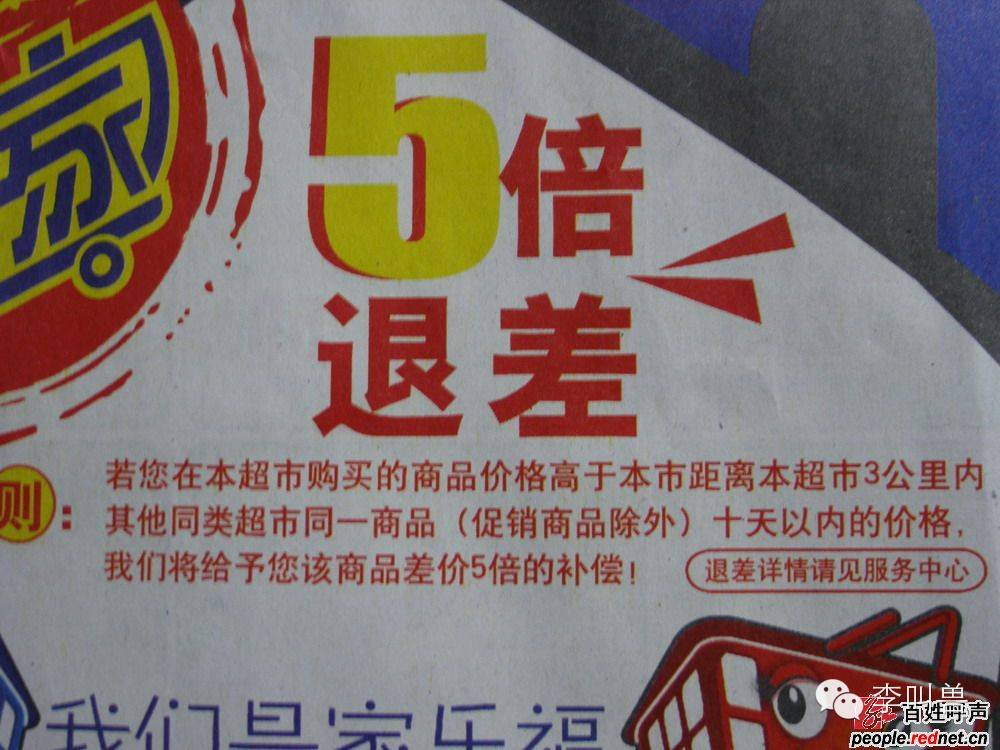 家
5倍
退差
则：
若您在本超市购买的商品价格高于本市距离本超市3公里内
其他同类超市同一商品（促销商品除外）十天以内的价格，
我们将给予您该商品差价5倍的补偿！
退差详情请见服务中心
我们是家乐福
李叫兽
百姓呼声
people.rednet.cn